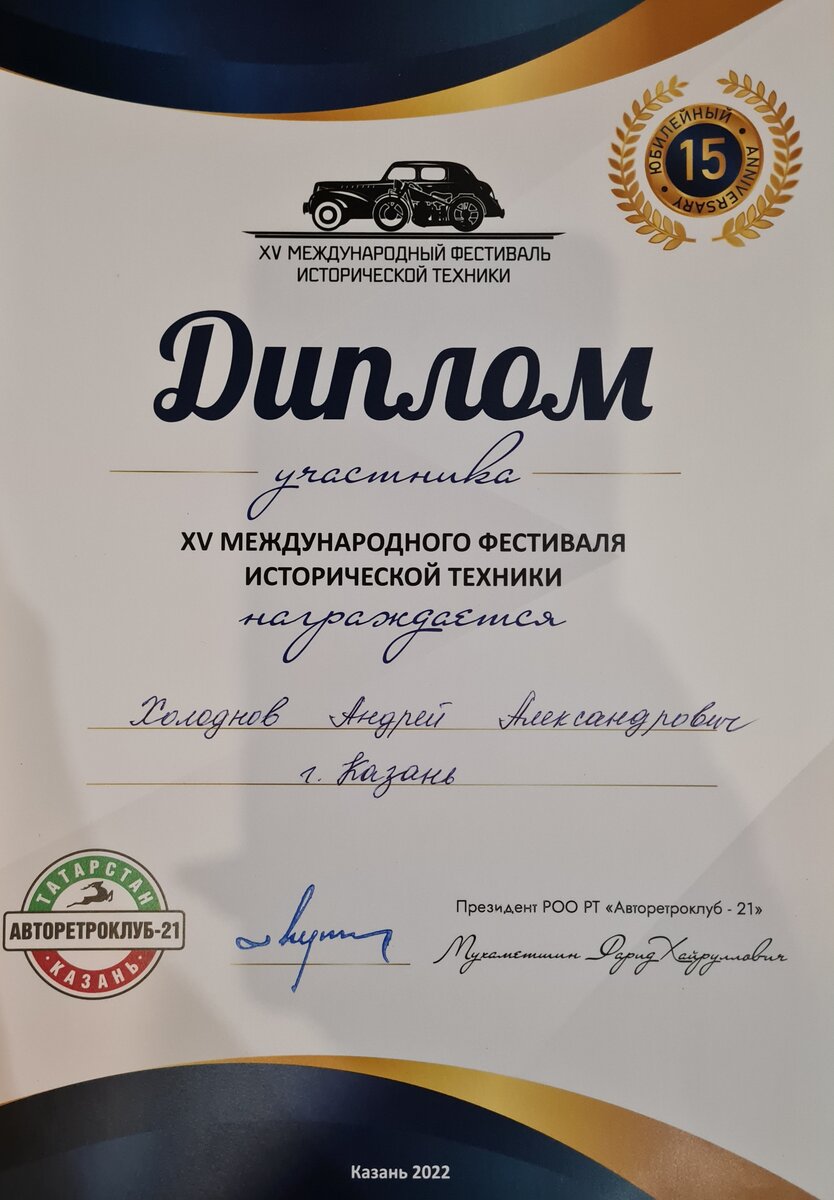 ЮБИЛЕЙНЫЙ
15
ANNIVERSARY
XV МЕЖДУНАРОДНЫЙ ФЕСТИВАЛЬ
ИСТОРИЧЕСКОЙ ТЕХНИКИ
Диплом
участника
XV МЕЖДУНАРОДНОГО ФЕСТИВАЛЯ
ИСТОРИЧЕСКОЙ ТЕХНИКИ
награждается
Холоднов Андрей Александрович
г. Казань
ТАТАРСТАН
АВТОРЕТРОКЛУБ-21
КАЗАНЬ
Президент РОО РТ «Авторетроклуб - 21»
Мухаметшин Фарид Хайруллович
Казань 2022